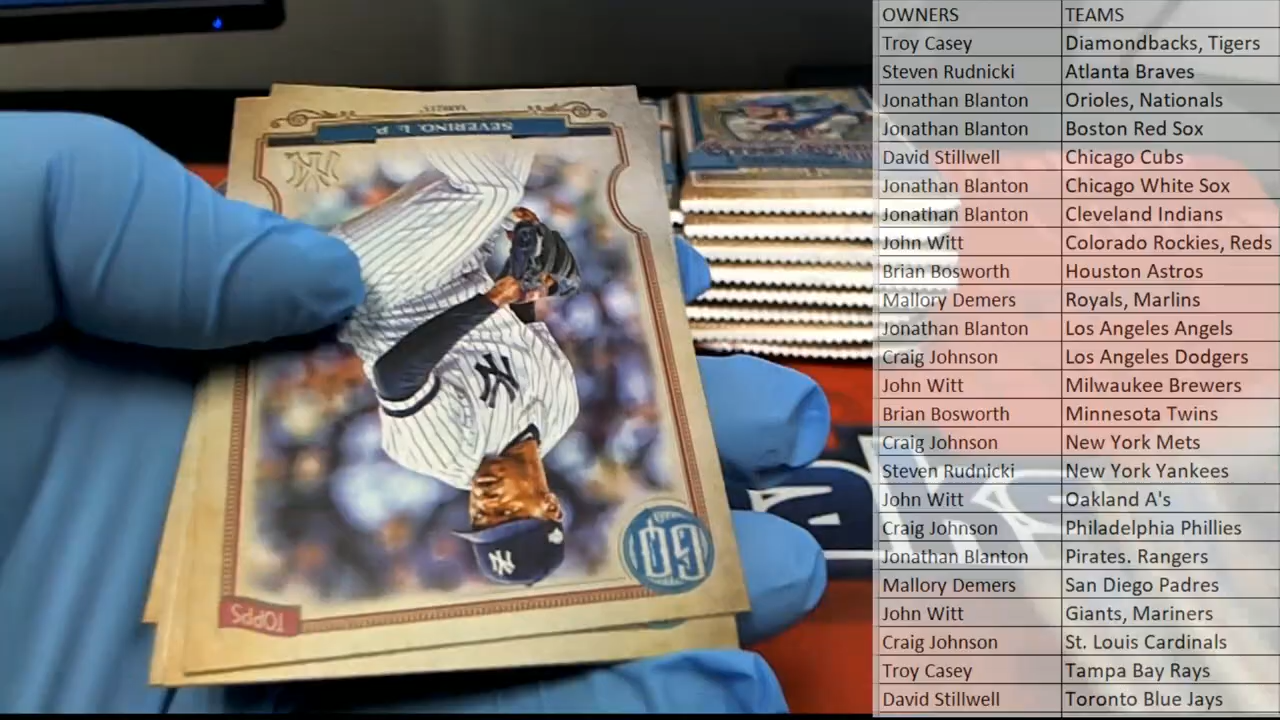 YANKEES
SEVERINO, L. P.
NY
NY
NY
GQ
TOPPS
OWNERS TEAMS
Troy Casey Diamondbacks, Tigers
Steven Rudnicki Atlanta Braves
Jonathan Blanton Orioles, Nationals
Jonathan Blanton Boston Red Sox
David Stillwell Chicago Cubs
Jonathan Blanton Chicago White Sox
Jonathan Blanton Cleveland Indians
John Witt Colorado Rockies, Reds
Brian Bosworth Houston Astros
Mallory Demers Royals, Marlins
Jonathan Blanton Los Angeles Angels
Craig Johnson Los Angeles Dodgers
John Witt Milwaukee Brewers
Brian Bosworth Minnesota Twins
Craig Johnson New York Mets
Steven Rudnicki New York Yankees
John Witt Oakland A's
Craig Johnson Philadelphia Phillies
Jonathan Blanton Pirates. Rangers
Mallory Demers San Diego Padres
John Witt Giants, Mariners
Craig Johnson St. Louis Cardinals
Troy Casey Tampa Bay Rays
David Stillwell Toronto Blue Jays